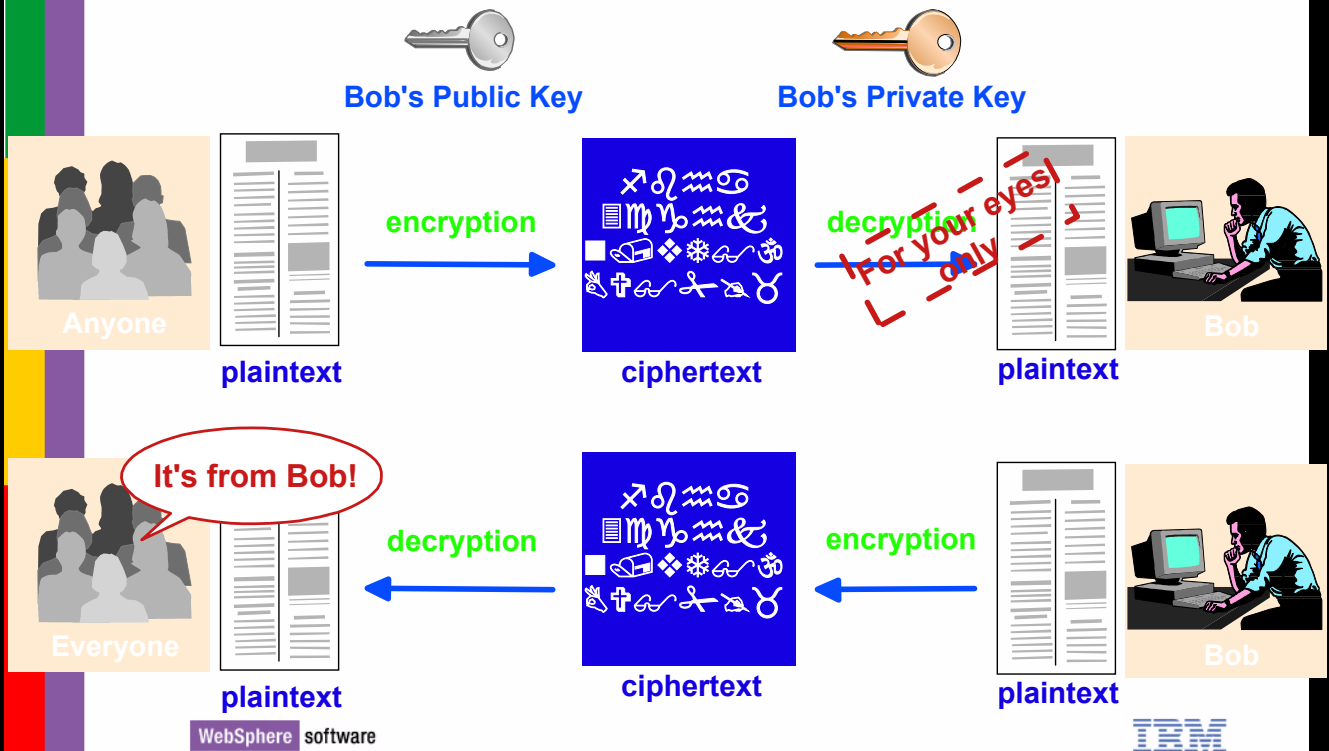 Bob's Public Key
Bob's Private Key
encryption
decryption
For your eyes
only
Anyone
Bob
plaintext
ciphertext
plaintext
It's from Bob!
decryption
encryption
Everyone
Bob
plaintext
ciphertext
plaintext
WebSphere software
IBM